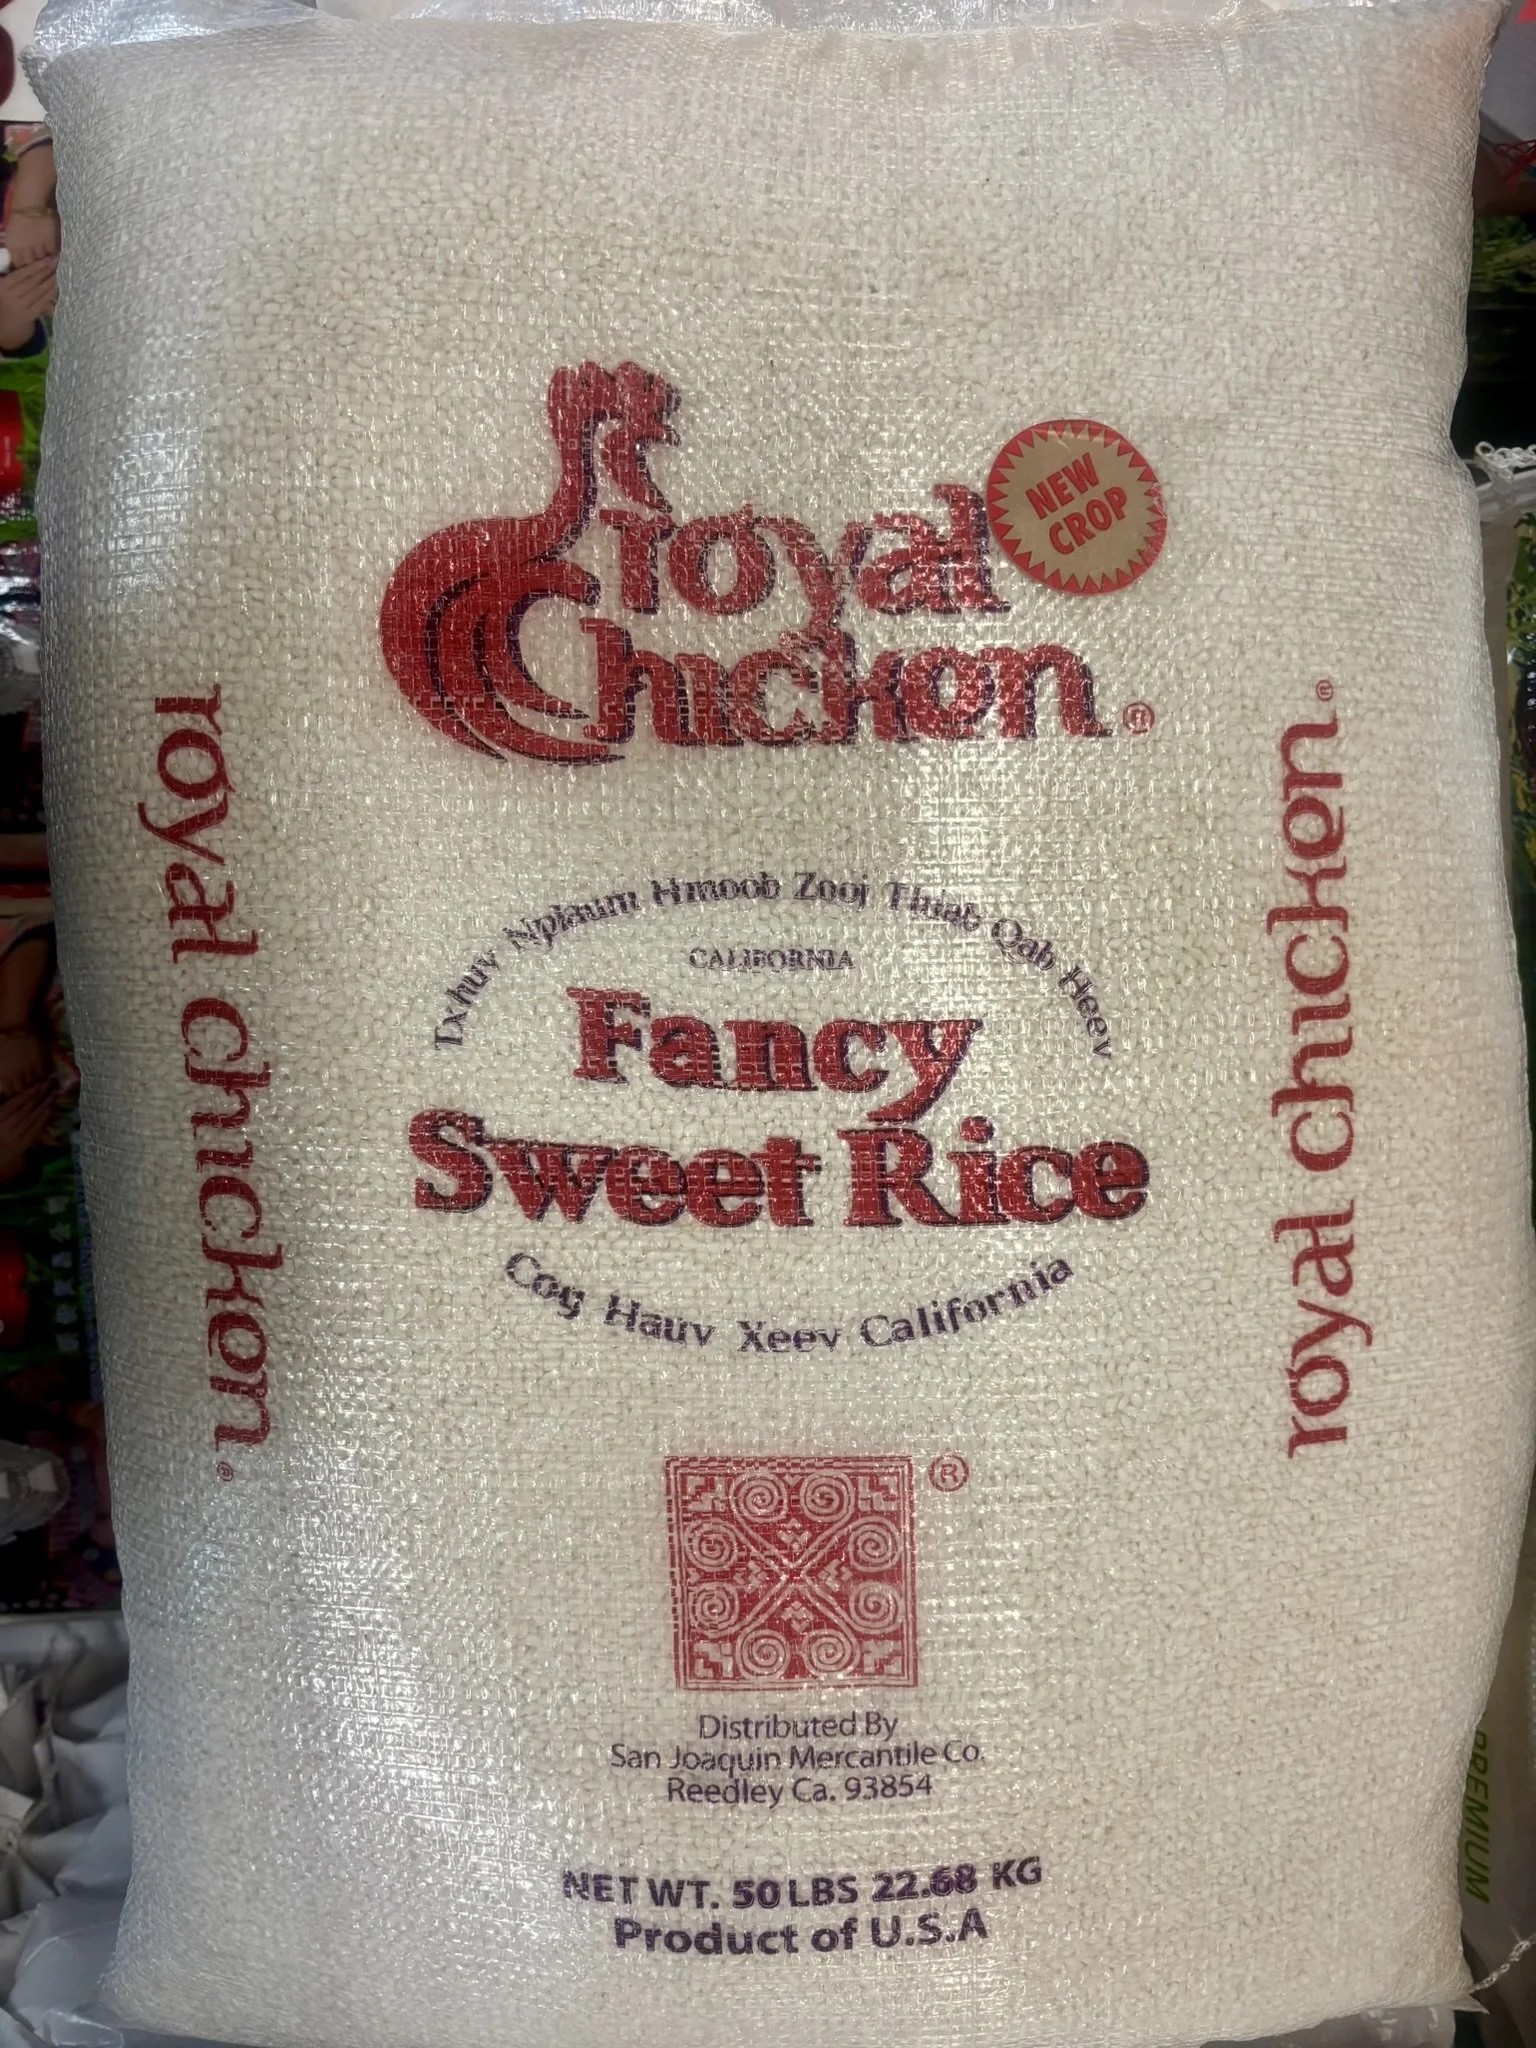 royal
chicken®
NEW
CROP
royal chicken®
royal chicken®
Txhuv Nplaum Hmoob Zooj Thiab Qab Heev
CALIFORNIA
Fancy
Sweet Rice
Cog Hauv Xeev California
®
Distributed By
San Joaquin Mercantile Co.
Reedley Ca. 93854
NET WT. 50 LBS 22.68 KG
Product of U.S.A
PREMIUM